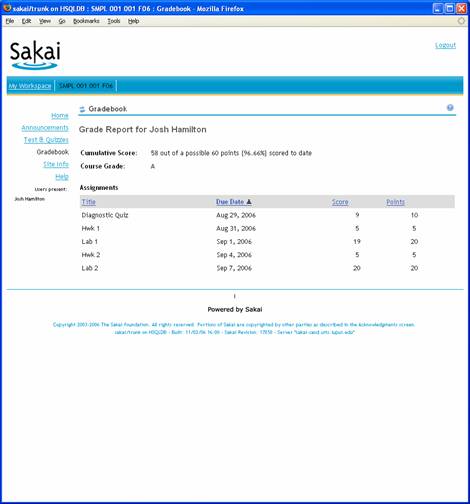 sakai/trunk on HSQLDB : SMPL 001 001 F06 : Gradebook - Mozilla Firefox
File Edit View Go Bookmarks Tools Help
Sakai
Logout
My Workspace SMPL 001 001 F06
Home
Announcements
Test & Quizzes
Gradebook
Site Info
Help
Users present:
Josh Hamilton
Gradebook
Grade Report for Josh Hamilton
Cumulative Score: 58 out of a possible 60 points (96.66%) scored to date
Course Grade: A
Assignments
Title Due Date Score Points
Diagnostic Quiz Aug 29, 2006 9 10
Hwk 1 Aug 31, 2006 5 5
Lab 1 Sep 1, 2006 19 20
Hwk 2 Sep 4, 2006 5 5
Lab 2 Sep 7, 2006 20 20
|
Powered by Sakai
Copyright 2003-2006 The Sakai Foundation. All rights reserved. Portions of Sakai are copyrighted by other parties as described in the Acknowledgments screen.
sakai/trunk on HSQLDB - Built: 11/02/06 16:09 - Sakai Revision: 17858 - Server